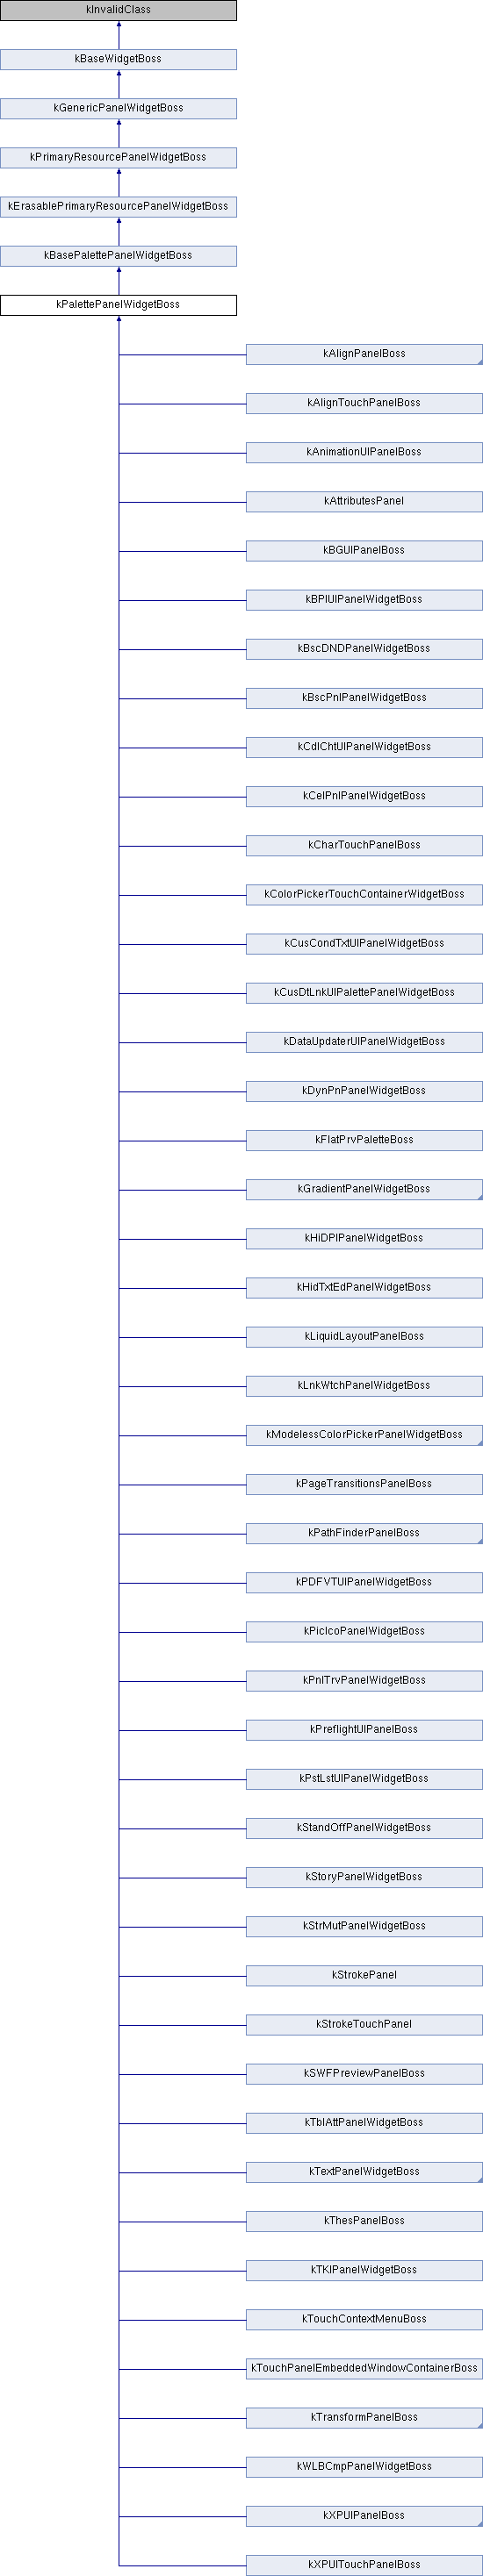 kInvalidClass
kBaseWidgetBoss
kGenericPanelWidgetBoss
kPrimaryResourcePanelWidgetBoss
kErasablePrimaryResourcePanelWidgetBoss
kBasePalettePanelWidgetBoss
kPalettePanelWidgetBoss
kAlignPanelBoss
kAlignTouchPanelBoss
kAnimationUIPanelBoss
kAttributesPanel
kBGUIPanelBoss
kBPIUIPanelWidgetBoss
kBscDNDPanelWidgetBoss
kBscPnlPanelWidgetBoss
kCdlChtUIPanelWidgetBoss
kCelPnlPanelWidgetBoss
kCharTouchPanelBoss
kColorPickerTouchContainerWidgetBoss
kCusCondTxtUIPanelWidgetBoss
kCusDtLnkUIPalettePanelWidgetBoss
kDataUpdaterUIPanelWidgetBoss
kDynPnPanelWidgetBoss
kFlatPrvPaletteBoss
kGradientPanelWidgetBoss
kHiDPIPanelWidgetBoss
kHidTxtEdPanelWidgetBoss
kLiquidLayoutPanelBoss
kLnkWtchPanelWidgetBoss
kModelessColorPickerPanelWidgetBoss
kPageTransitionsPanelBoss
kPathFinderPanelBoss
kPDFVTUIPanelWidgetBoss
kPicIcoPanelWidgetBoss
kPnlTrvPanelWidgetBoss
kPreflightUIPanelBoss
kPstLstUIPanelWidgetBoss
kStandOffPanelWidgetBoss
kStoryPanelWidgetBoss
kStrMutPanelWidgetBoss
kStrokePanel
kStrokeTouchPanel
kSWFPreviewPanelBoss
kTblAttPanelWidgetBoss
kTextPanelWidgetBoss
kThesPanelBoss
kTKIPanelWidgetBoss
kTouchContextMenuBoss
kTouchPanelEmbeddedWindowContainerBoss
kTransformPanelBoss
kWLBCmpPanelWidgetBoss
kXPUIPanelBoss
kXPUITouchPanelBoss